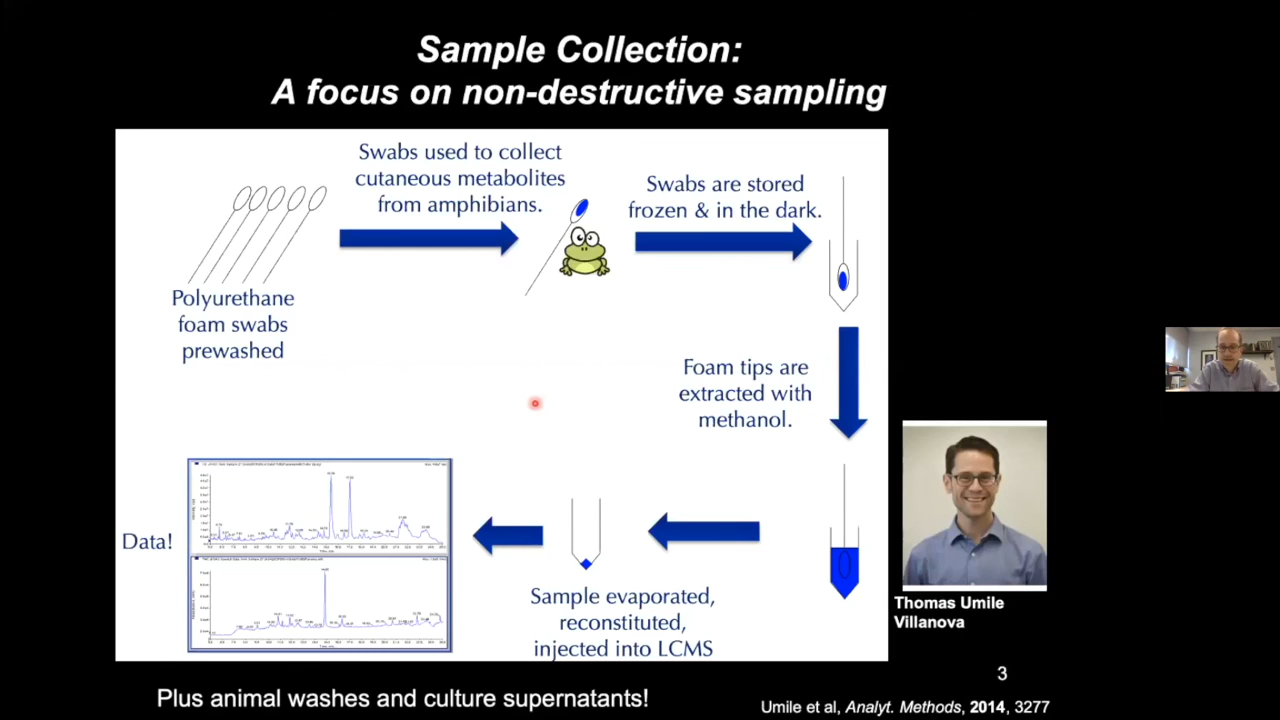 Sample Collection:
A focus on non-destructive sampling
Swabs used to collect
cutaneous metabolites
from amphibians.
Swabs are stored
frozen & in the dark.
Polyurethane
foam swabs
prewashed
Foam tips are
extracted with
methanol.
Data!
Sample evaporated,
reconstituted,
injected into LCMS
Thomas Umile
Villanova
3
Plus animal washes and culture supernatants!
Umile et al, Analyt. Methods, 2014, 3277